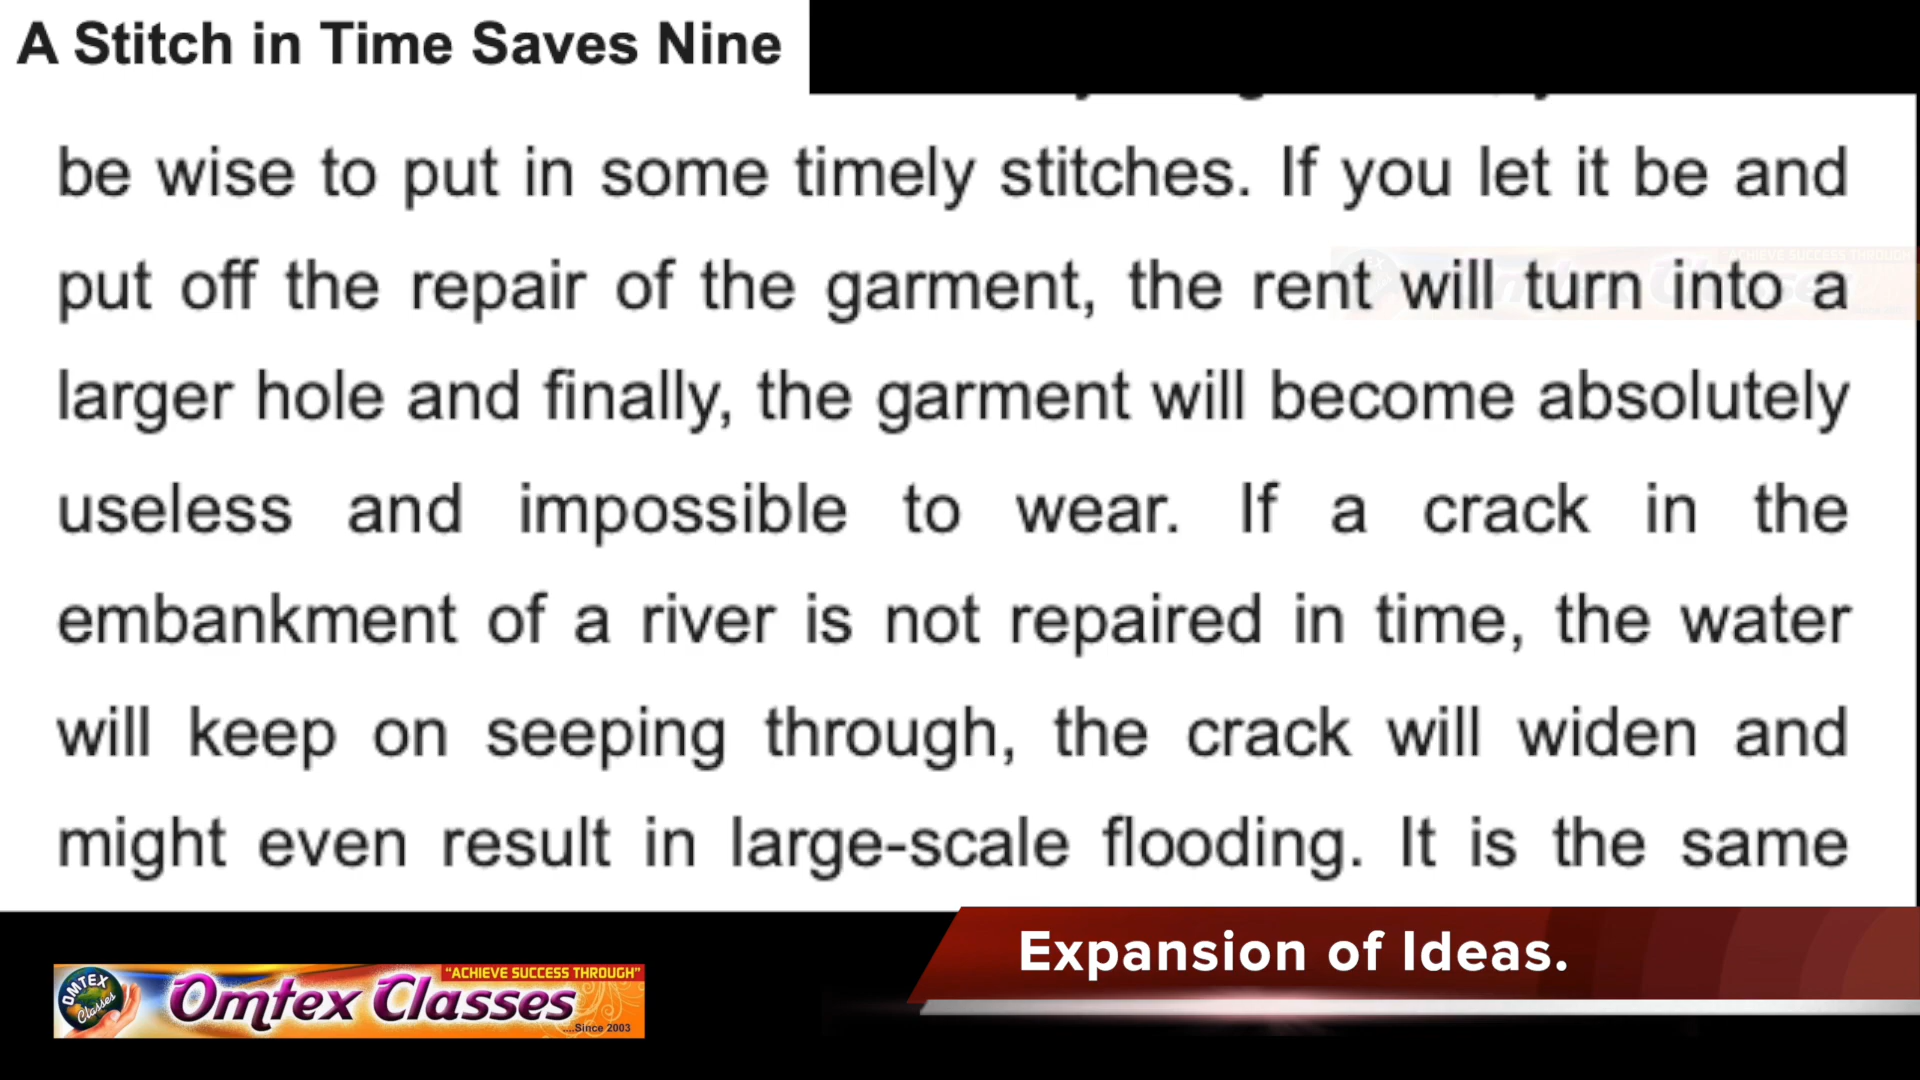 A Stitch in Time Saves Nine
be wise to put in some timely stitches. If you let it be and
put off the repair of the garment, the rent will turn into a
larger hole and finally, the garment will become absolutely
useless and impossible to wear. If a crack in the
embankment of a river is not repaired in time, the water
will keep on seeping through, the crack will widen and
might even result in large-scale flooding. It is the same
Expansion of Ideas.
"ACHIEVE SUCCESS THROUGH"
OMTEX Classes
Omtex Classes
....Since 2003